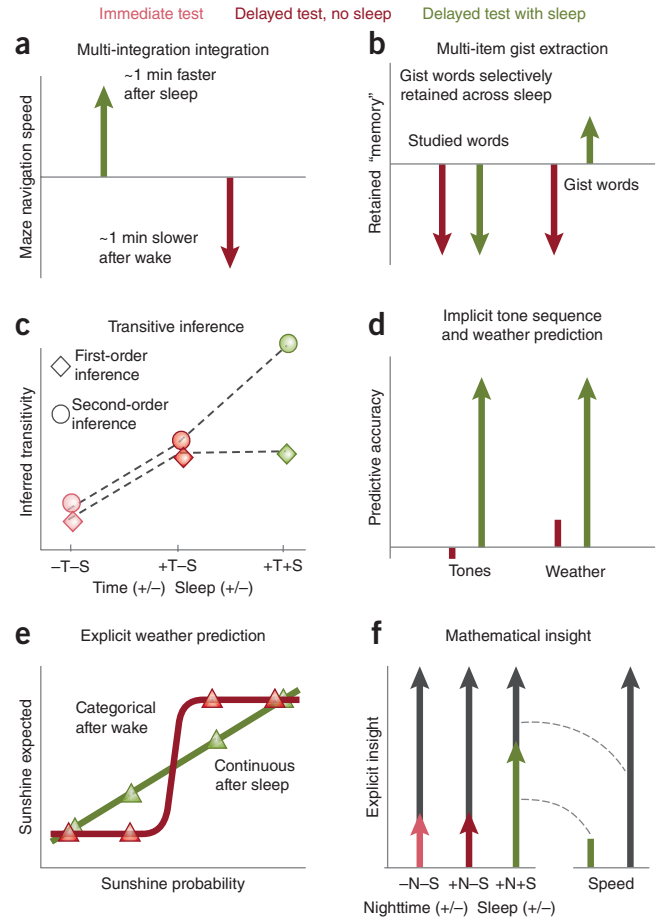 Immediate test Delayed test, no sleep Delayed test with sleep
a
Multi-integration integration
Maze navigation speed
~1 min faster
after sleep
~1 min slower
after wake
b
Multi-item gist extraction
Retained “memory”
Gist words selectively
retained across sleep
Studied words
Gist words
c
Transitive inference
Inferred transitivity
First-order
inference
Second-order
inference
–T–S +T–S +T+S
Time (+/–) Sleep (+/–)
d
Implicit tone sequence
and weather prediction
Predictive accuracy
Tones Weather
e
Explicit weather prediction
Sunshine expected
Categorical
after wake
Continuous
after sleep
Sunshine probability
f
Mathematical insight
Explicit insight
–N–S +N–S +N+S Speed
Nighttime (+/–) Sleep (+/–)